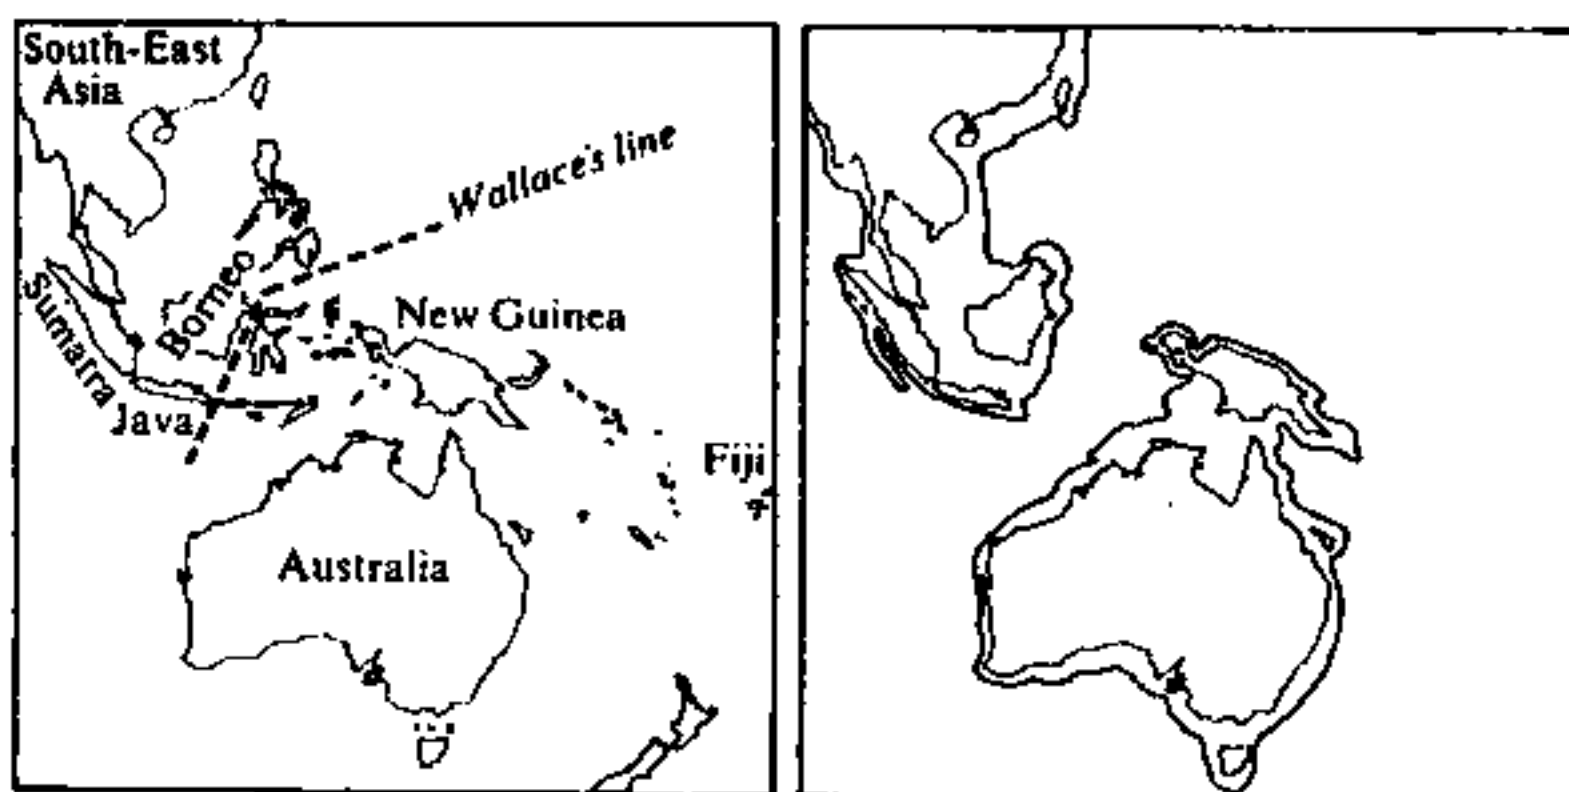 South-East
Asia
Wallace's line
Borneo
Sumatra
New Guinea
Java
Fiji
Australia